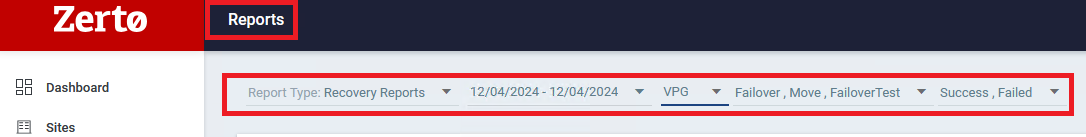 Zerto
Reports
Dashboard
Report Type: Recovery Reports 12/04/2024 - 12/04/2024 VPG Failover , Move , FailoverTest Success , Failed
Sites